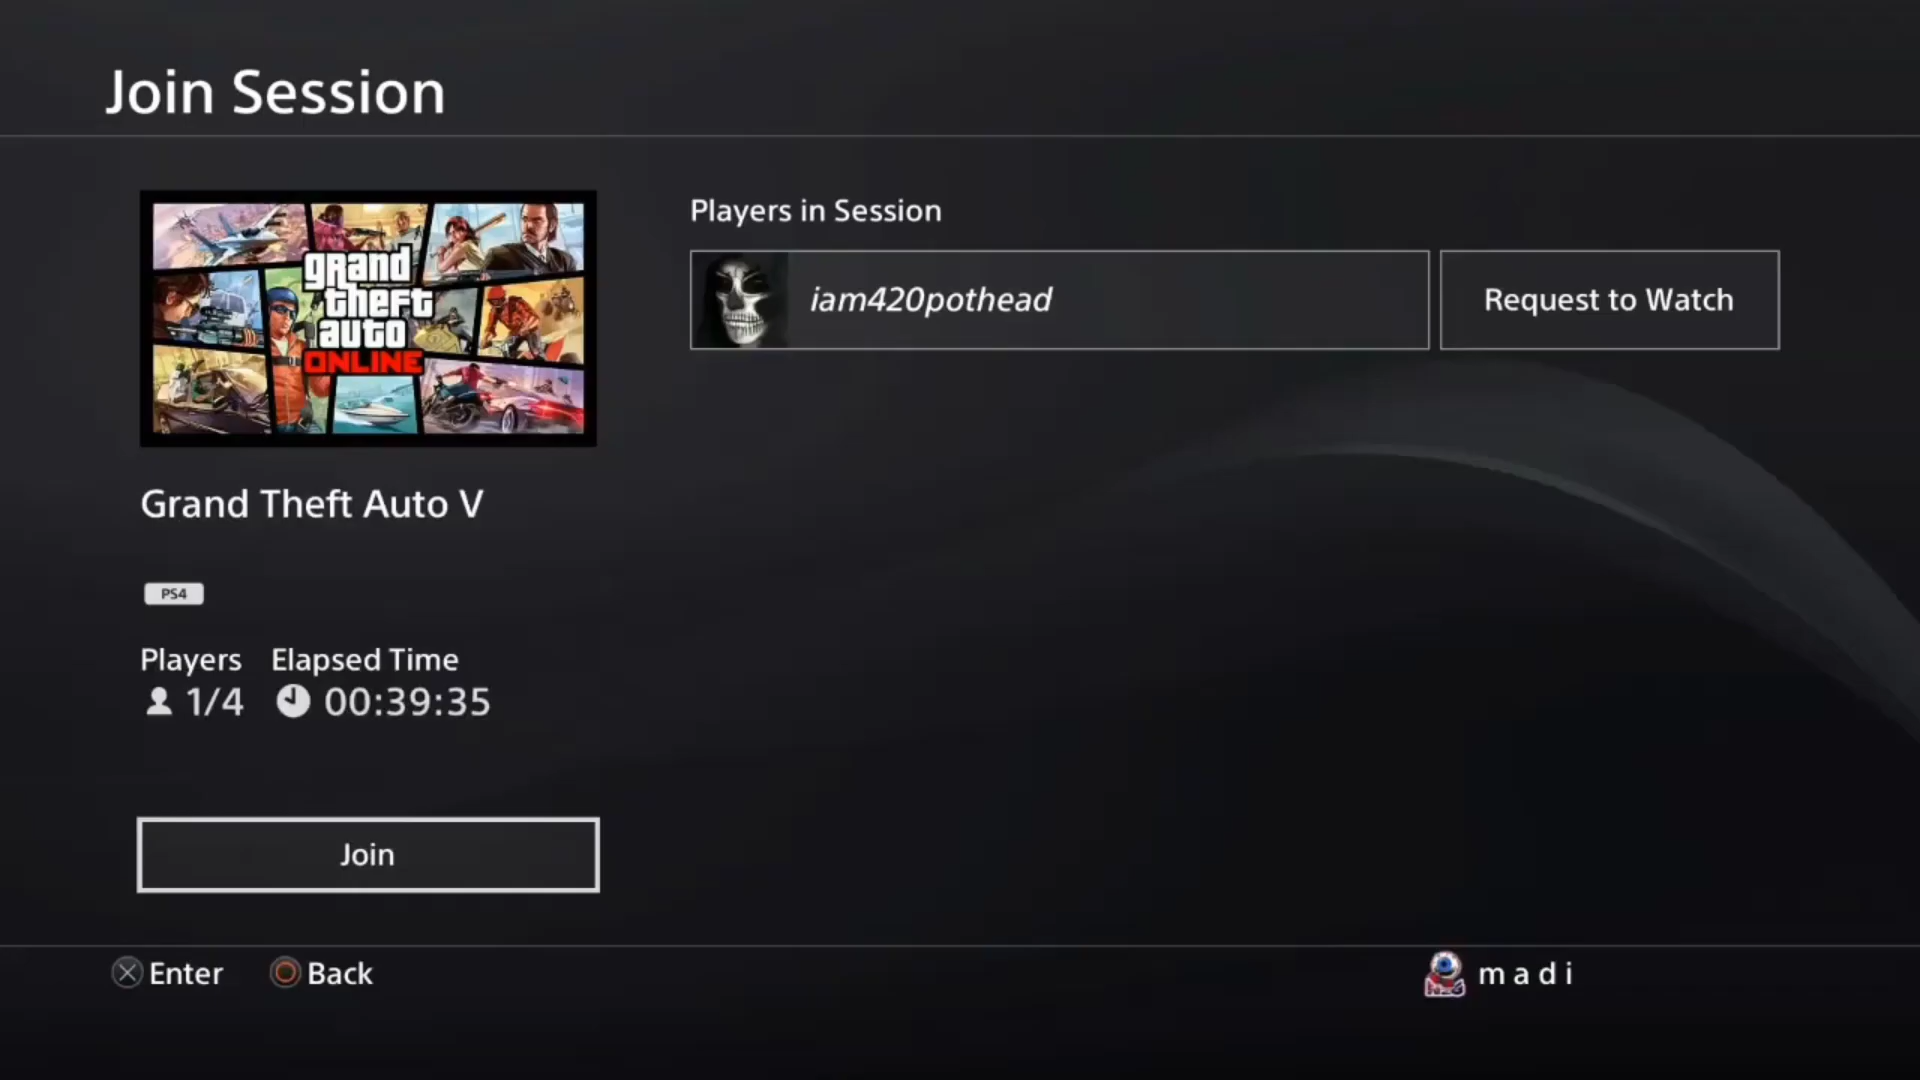 Join Session
grand
theft
auto
ONLINE
Grand Theft Auto V
PS4
Players
Elapsed Time
1/4
00:39:35
Join
Players in Session
iam420pothead
Request to Watch
Enter
Back
m a d i